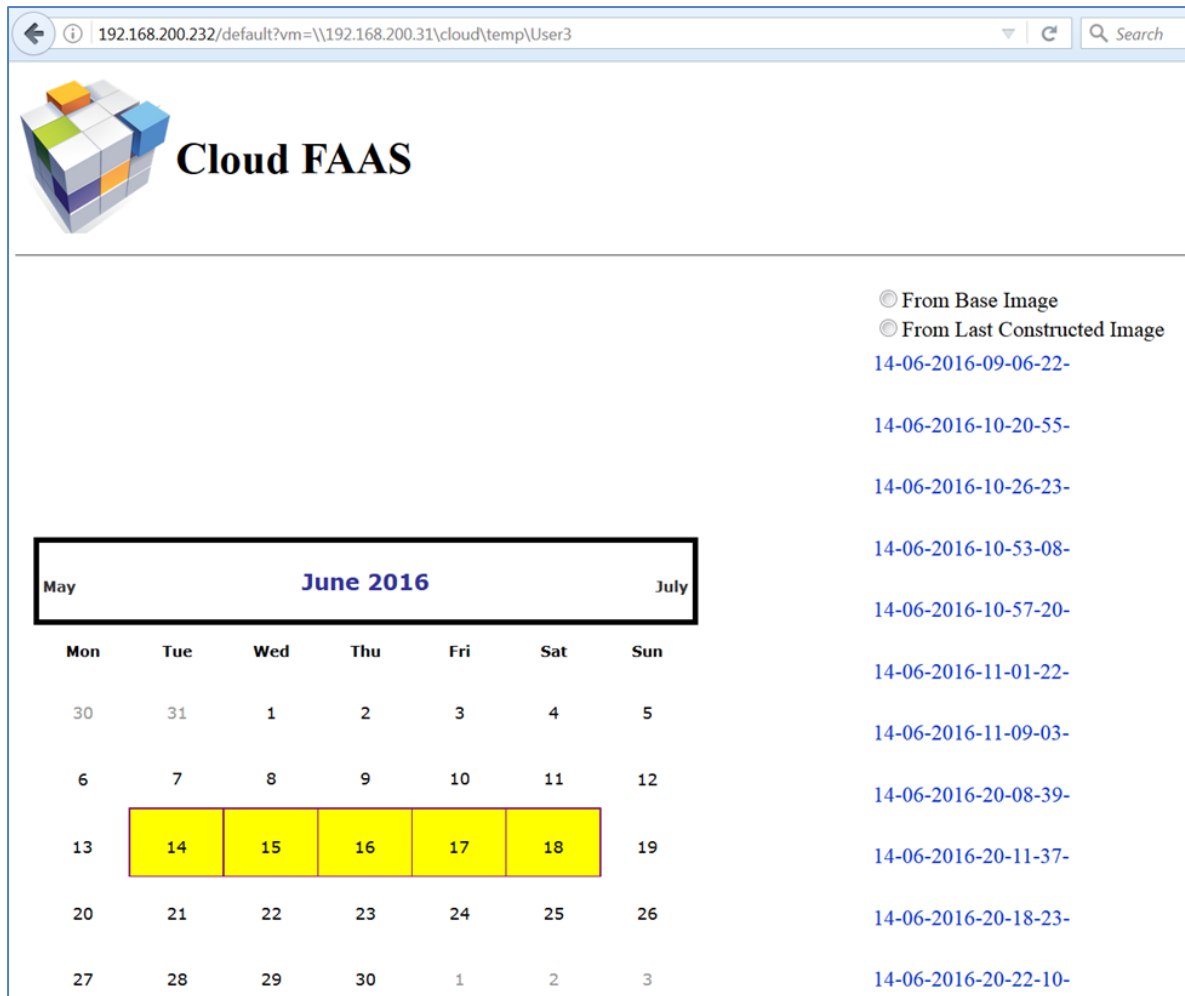 192.168.200.232/default?vm=\\192.168.200.31\cloud\temp\User3 Search
Cloud FAAS
From Base Image
From Last Constructed Image
14-06-2016-09-06-22-
14-06-2016-10-20-55-
14-06-2016-10-26-23-
14-06-2016-10-53-08-
14-06-2016-10-57-20-
14-06-2016-11-01-22-
14-06-2016-11-09-03-
14-06-2016-20-08-39-
14-06-2016-20-11-37-
14-06-2016-20-18-23-
14-06-2016-20-22-10-
May June 2016 July
Mon Tue Wed Thu Fri Sat Sun
30 31 1 2 3 4 5
6 7 8 9 10 11 12
13 14 15 16 17 18 19
20 21 22 23 24 25 26
27 28 29 30 1 2 3